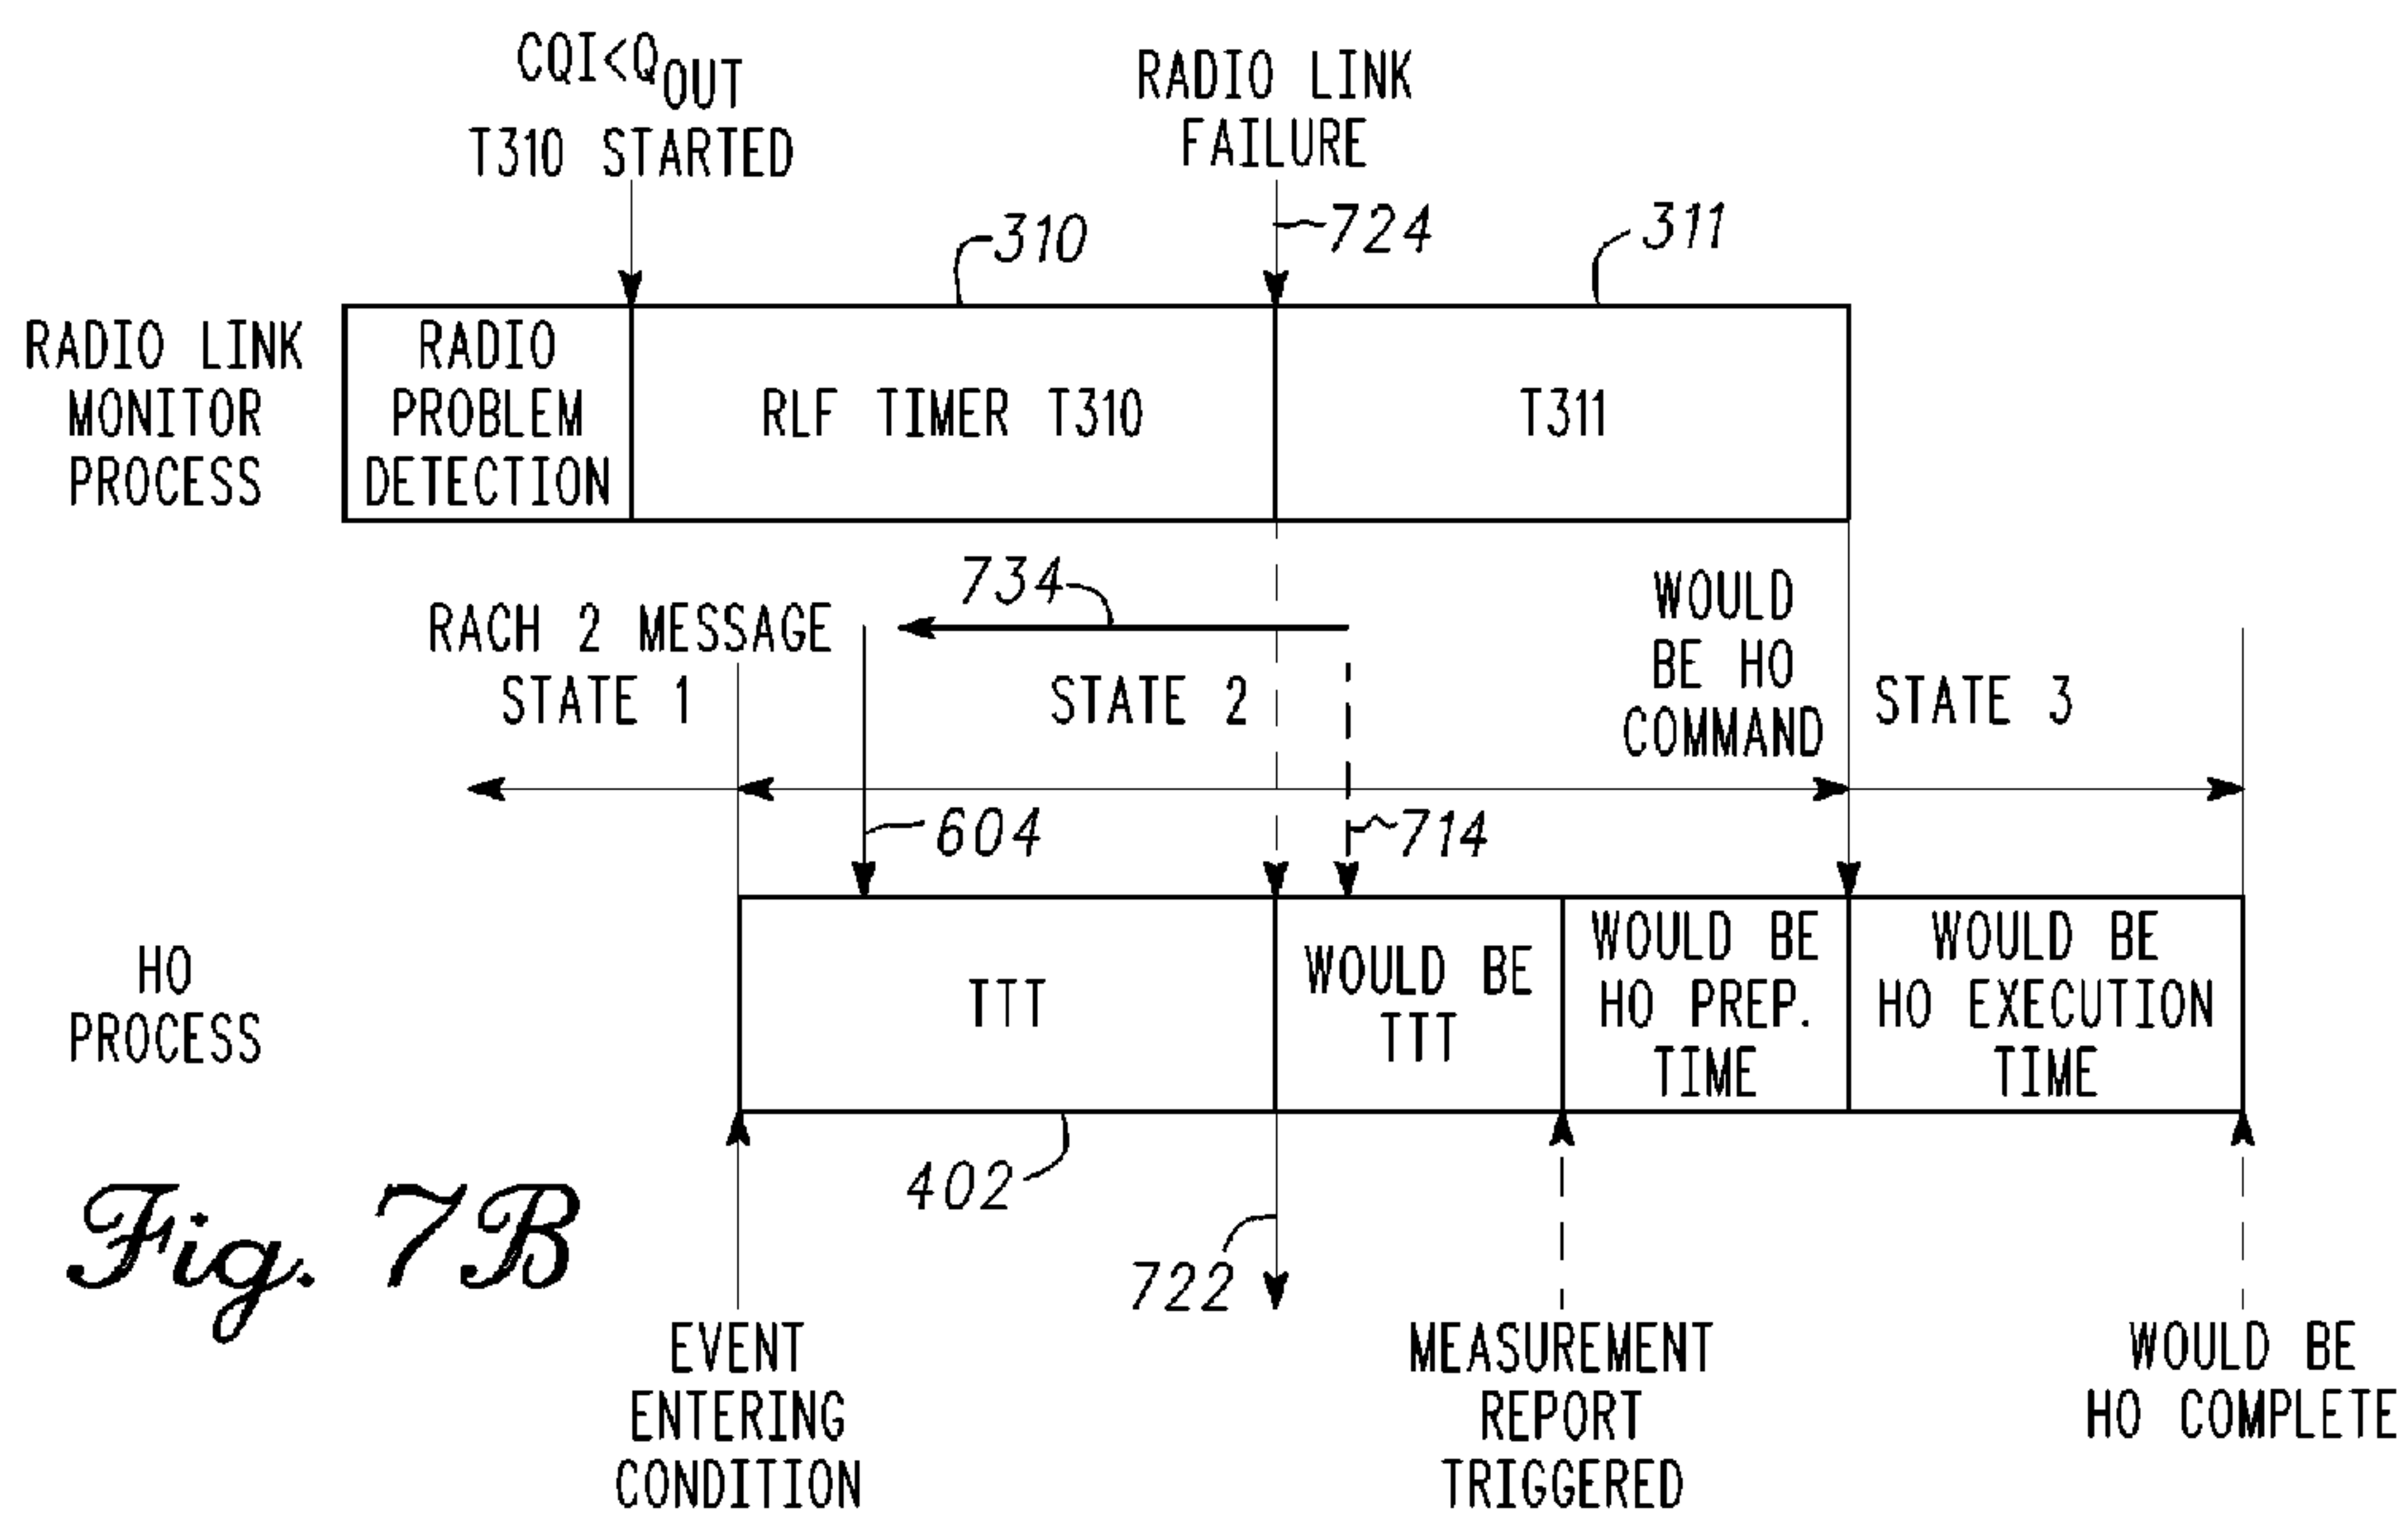 CQI<QOUT
T310 STARTED
RADIO LINK
FAILURE
310
724
311
RADIO LINK
MONITOR
PROCESS
RADIO
PROBLEM
DETECTION
RLF TIMER T310
T311
734
RACH 2 MESSAGE
STATE 1
STATE 2
WOULD
BE HO
COMMAND
STATE 3
604
714
HO
PROCESS
TTT
WOULD BE
TTT
WOULD BE
HO PREP.
TIME
WOULD BE
HO EXECUTION
TIME
402
722
Fig. 7B
EVENT
ENTERING
CONDITION
MEASUREMENT
REPORT
TRIGGERED
WOULD BE
HO COMPLETE